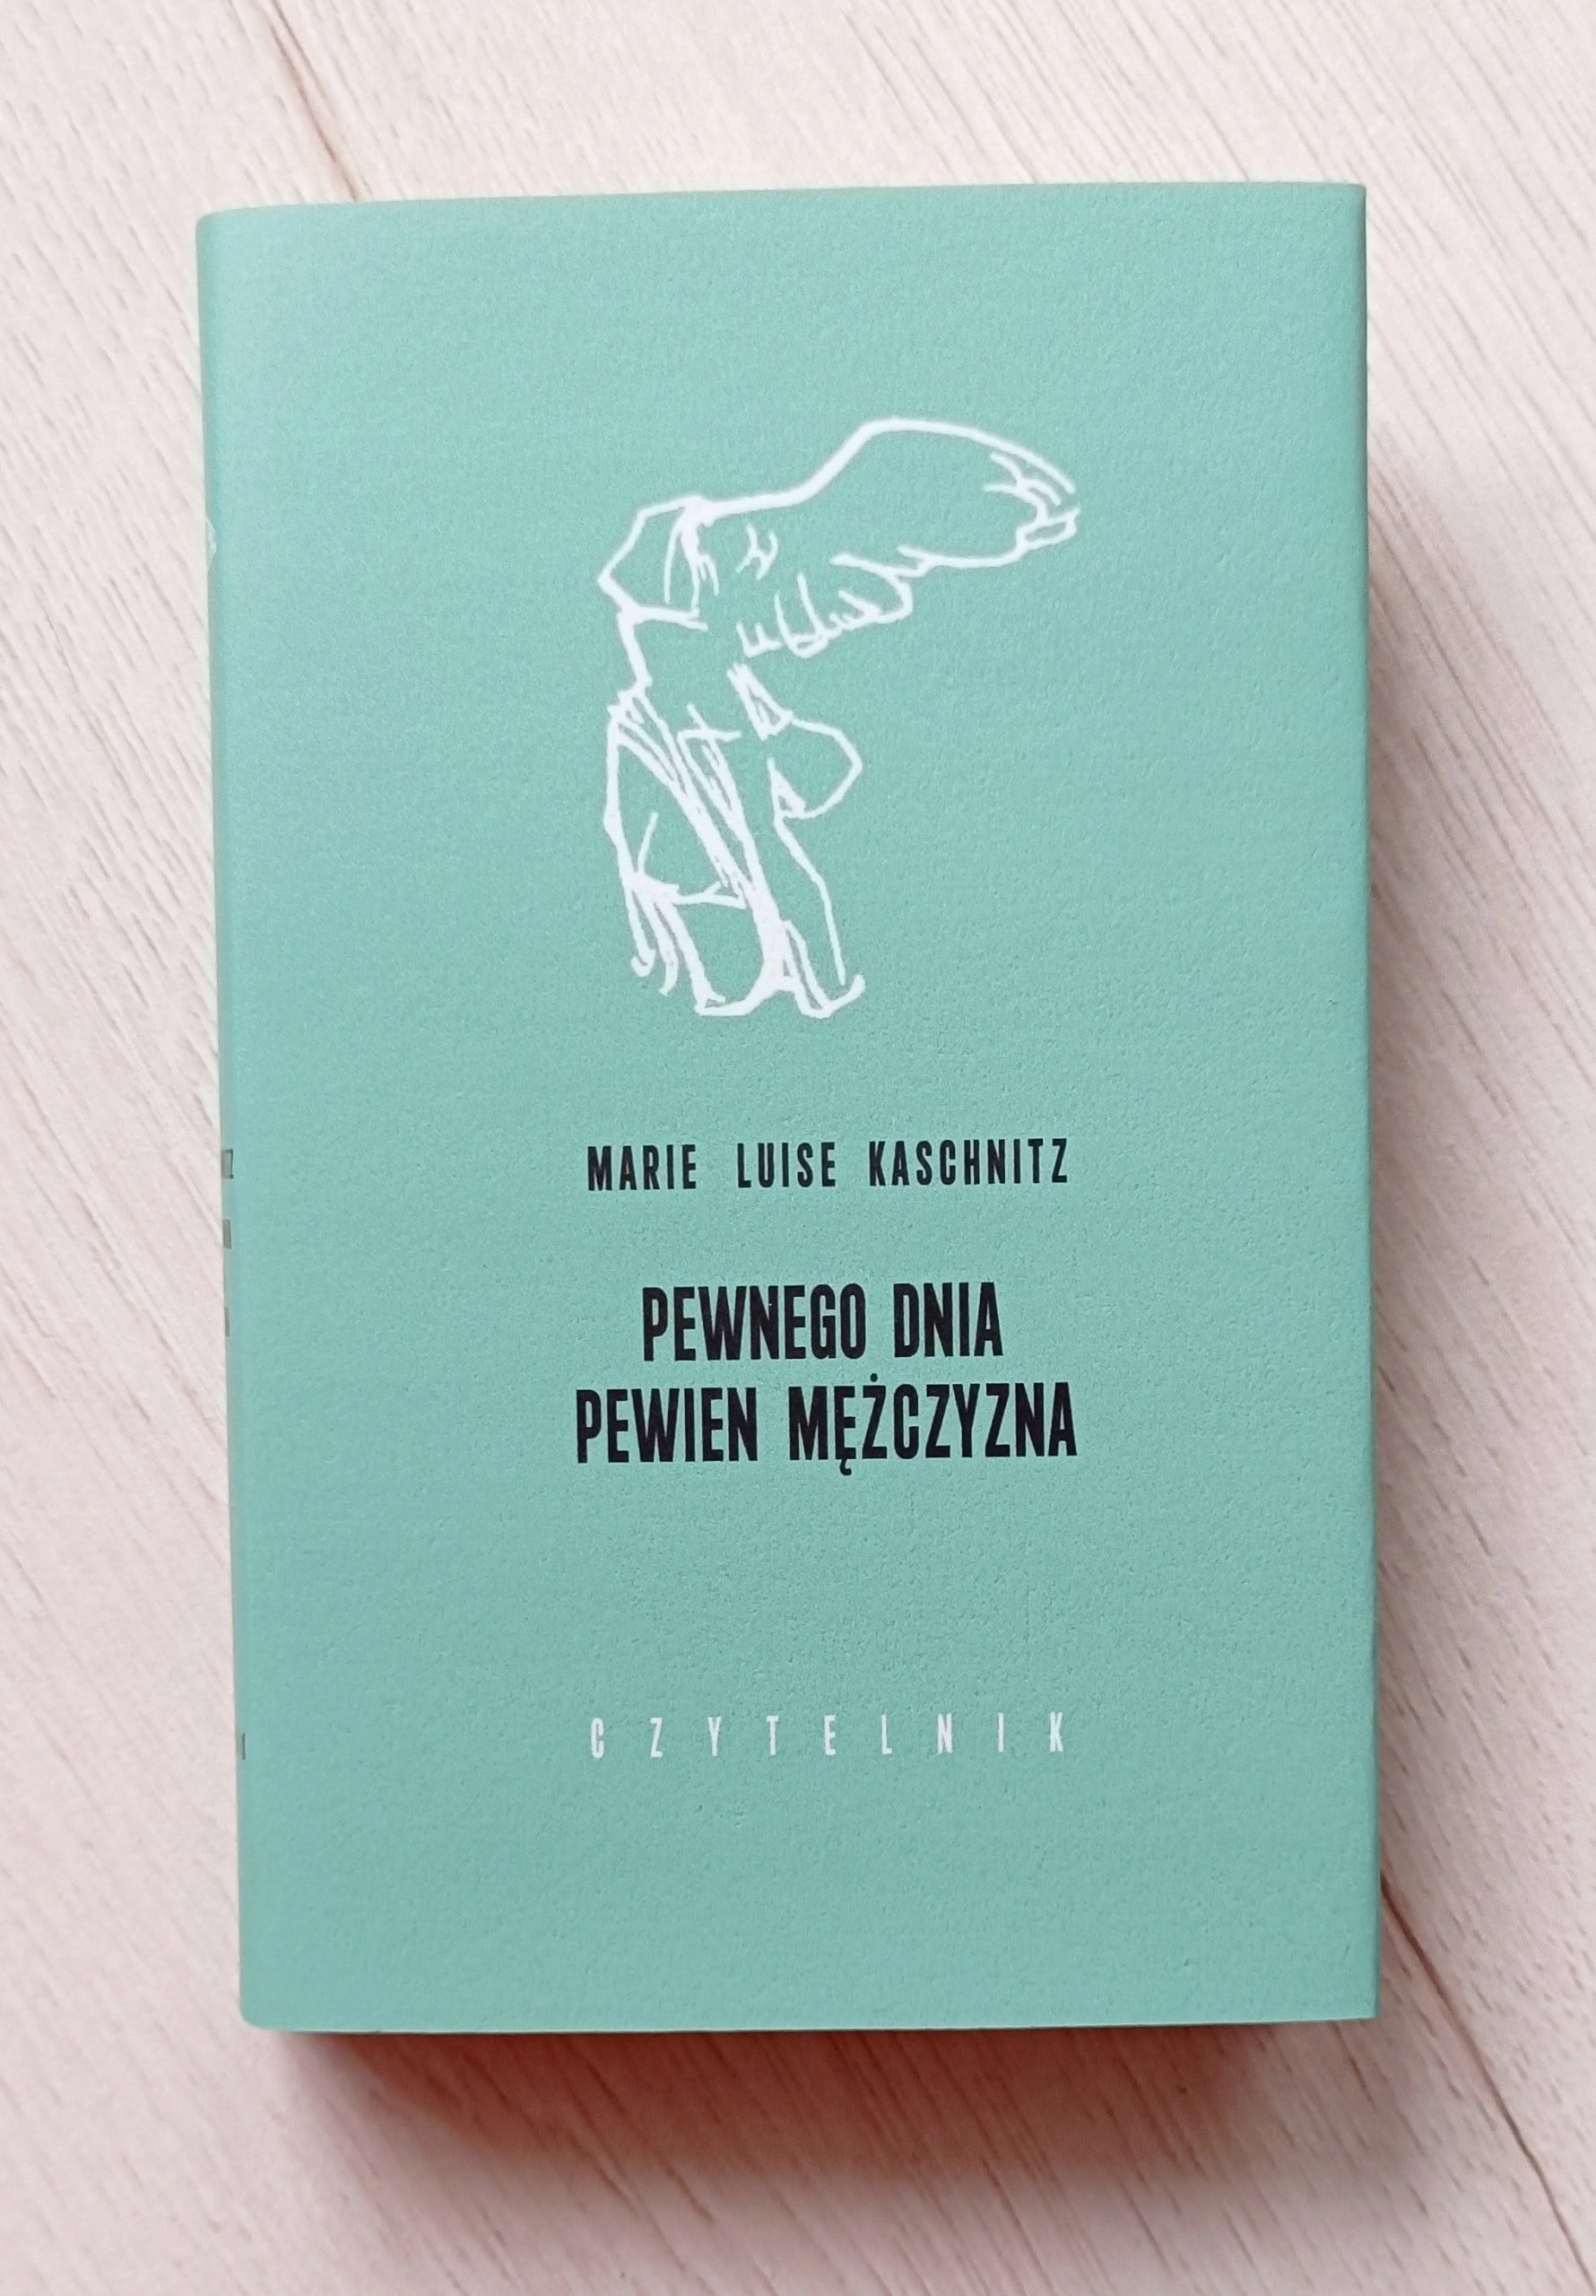 MARIE LUISE KASCHNITZ
PEWNEGO DNIA
PEWIEN MĘŻCZYZNA
CZYTELNIK